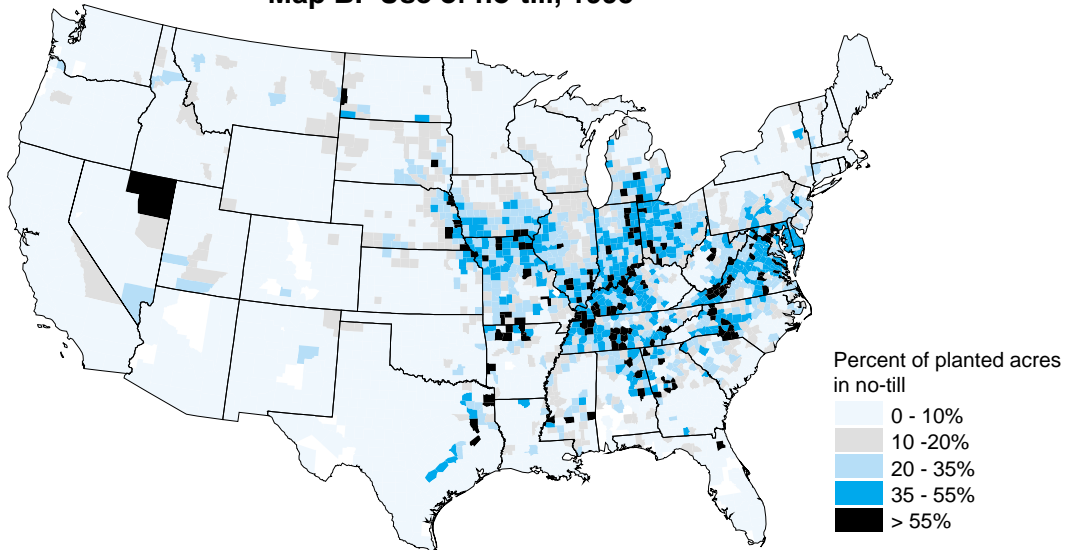 Percent of planted acres
in no-till
0 - 10%
10 -20%
20 - 35%
35 - 55%
> 55%